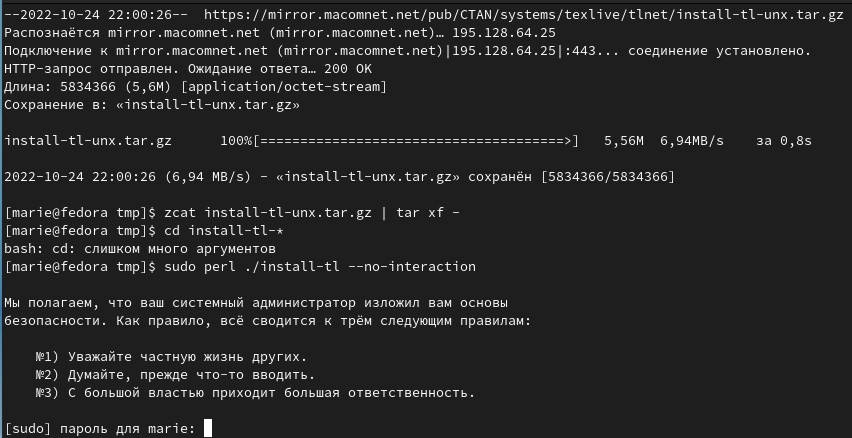 --2022-10-24 22:00:26--  https://mirror.macomnet.net/pub/CTAN/systems/texlive/tlnet/install-tl-unx.tar.gz
Распознаётся mirror.macomnet.net (mirror.macomnet.net)… 195.128.64.25
Подключение к mirror.macomnet.net (mirror.macomnet.net)|195.128.64.25|:443... соединение установлено.
HTTP-запрос отправлен. Ожидание ответа… 200 OK
Длина: 5834366 (5,6M) [application/octet-stream]
Сохранение в: «install-tl-unx.tar.gz»
install-tl-unx.tar.gz      100%[======================================>]   5,56M  6,94MB/s    за 0,8s
2022-10-24 22:00:26 (6,94 MB/s) - «install-tl-unx.tar.gz» сохранён [5834366/5834366]
[marie@fedora tmp]$ zcat install-tl-unx.tar.gz | tar xf -
[marie@fedora tmp]$ cd install-tl-*
bash: cd: слишком много аргументов
[marie@fedora tmp]$ sudo perl ./install-tl --no-interaction
Мы полагаем, что ваш системный администратор изложил вам основы
безопасности. Как правило, всё сводится к трём следующим правилам:
№1) Уважайте частную жизнь других.
№2) Думайте, прежде что-то вводить.
№3) С большой властью приходит большая ответственность.
[sudo] пароль для marie: